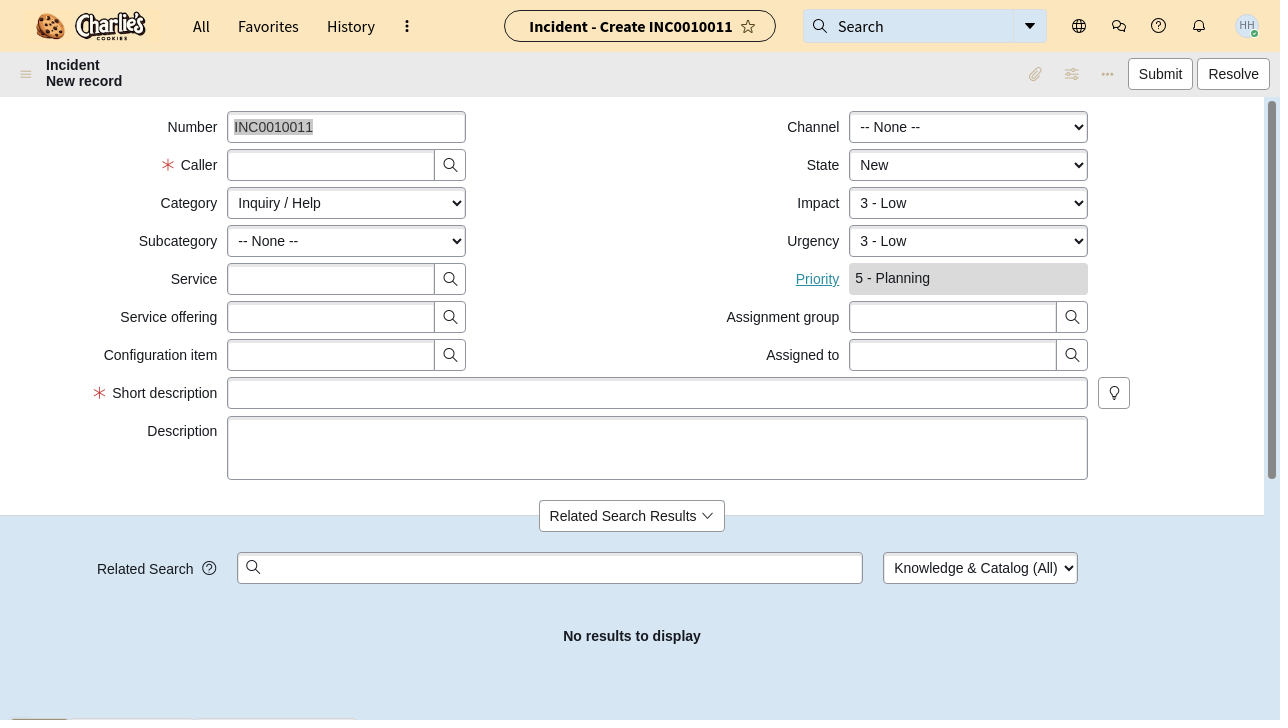 Charlie's COOKIES
All Favorites History
Incident - Create INC0010011
Search
HH
Incident
New record
Submit Resolve
Number INC0010011
Channel -- None --
Caller
State New
Category Inquiry / Help
Impact 3 - Low
Subcategory -- None --
Urgency 3 - Low
Service
Priority 5 - Planning
Service offering
Assignment group
Configuration item
Assigned to
Short description
Description
Related Search Results
Related Search
Knowledge & Catalog (All)
No results to display